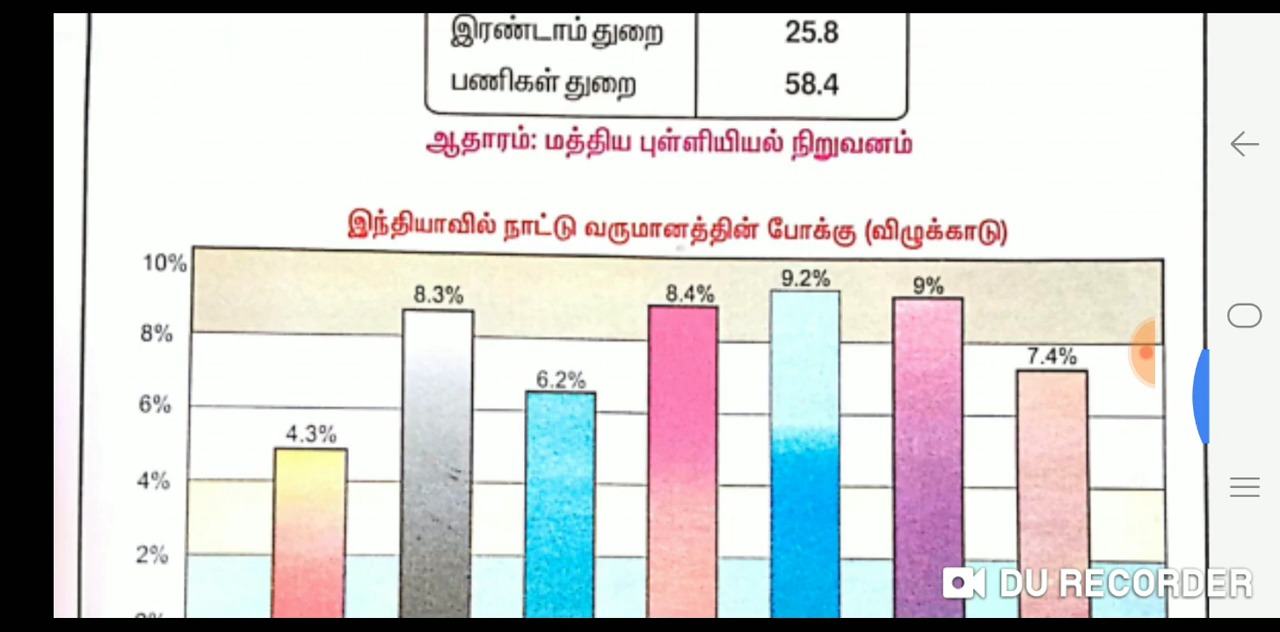 இரண்டாம் துறை 25.8
பணிகள் துறை 58.4
ஆதாரம்: மத்திய புள்ளியியல் நிறுவனம்
இந்தியாவில் நாட்டு வருமானத்தின் போக்கு (விழுக்காடு)
10%
9.2%
8.3%
8.4%
9%
8%
7.4%
6.2%
6%
4.3%
4%
2%
DU RECORDER